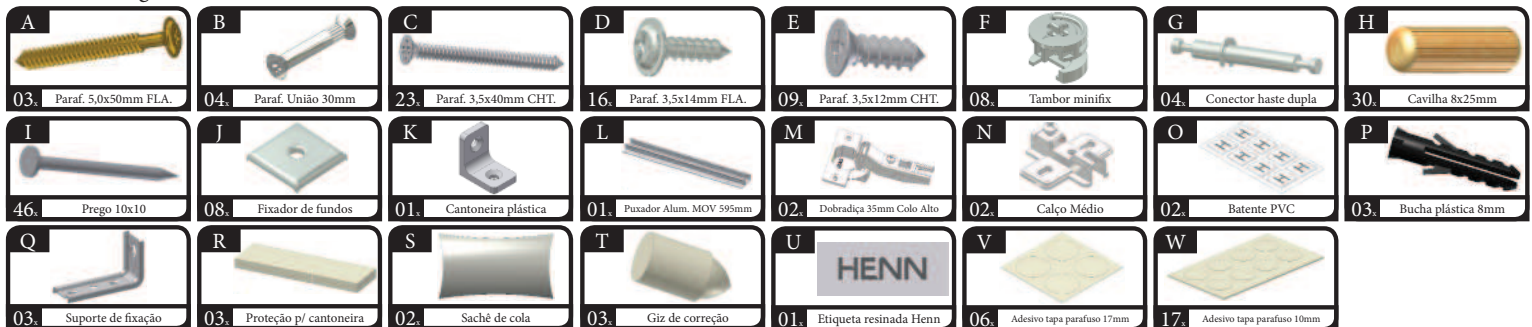 A
B
C
D
E
F
G
H
03x Paraf. 5,0x50mm FLA.
04x Paraf. União 30mm
23x Paraf. 3,5x40mm CHT.
16x Paraf. 3,5x14mm FLA.
09x Paraf. 3,5x12mm CHT.
08x Tambor minifix
04x Conector haste dupla
30x Cavilha 8x25mm
I
J
K
L
M
N
O
P
H H H H H H H H
46x Prego 10x10
08x Fixador de fundos
01x Cantoneira plástica
01x Puxador Alum. MOV 595mm
02x Dobradiça 35mm Colo Alto
02x Calço Médio
02x Batente PVC
03x Bucha plástica 8mm
Q
R
S
T
U
V
W
HENN
03x Suporte de fixação
03x Proteção p/ cantoneira
02x Sachê de cola
03x Giz de correção
01x Etiqueta resinada Henn
06x Adesivo tapa parafuso 17mm
17x Adesivo tapa parafuso 10mm